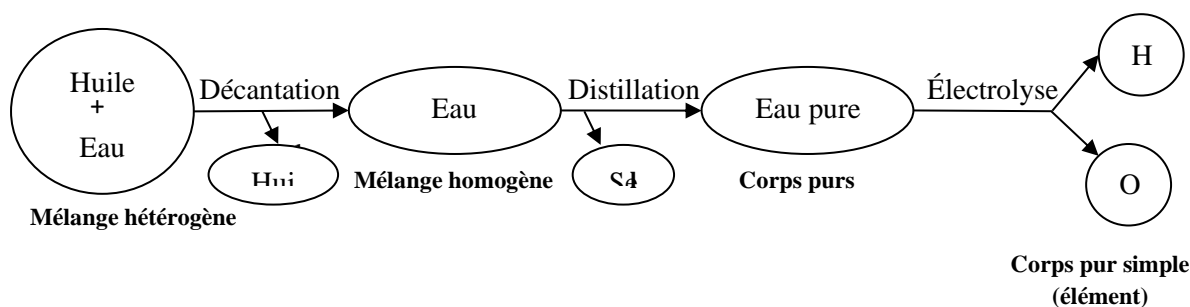 Huile
+
Eau
Décantation
Eau
Distillation
Eau pure
Électrolyse
H
O
Mélange hétérogène
Mélange homogène
Corps purs
Corps pur simple
(élément)